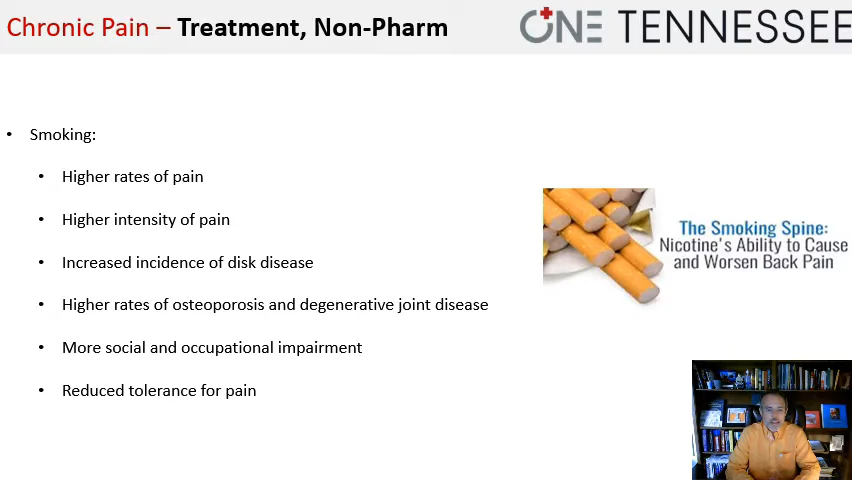 Chronic Pain – Treatment, Non-Pharm
ONE TENNESSEE
• Smoking:
• Higher rates of pain
• Higher intensity of pain
• Increased incidence of disk disease
• Higher rates of osteoporosis and degenerative joint disease
• More social and occupational impairment
• Reduced tolerance for pain
The Smoking Spine:
Nicotine's Ability to Cause
and Worsen Back Pain